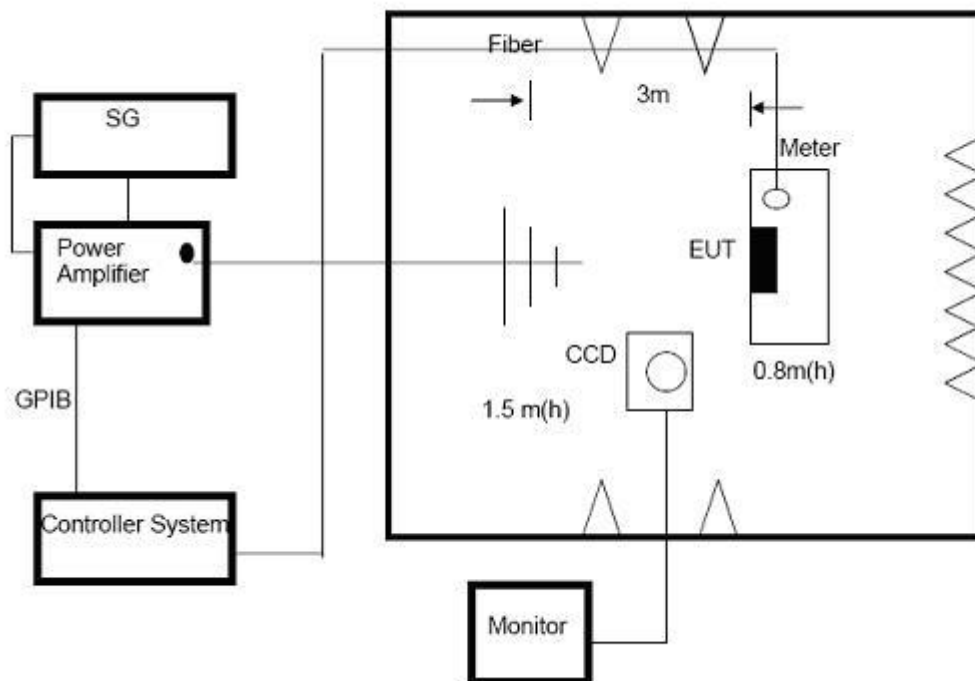 Fiber
3m
SG
Meter
Power
Amplifier
EUT
CCD
0.8m(h)
GPIB
1.5 m(h)
Controller System
Monitor